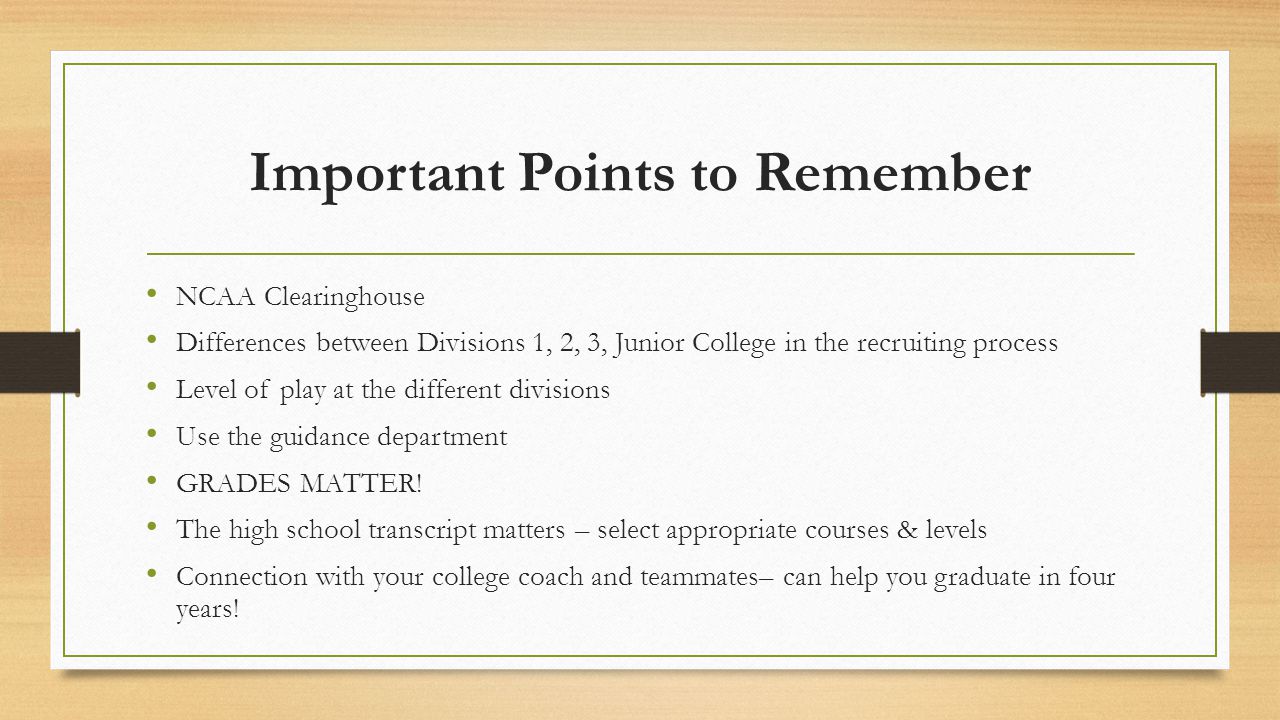 Important Points to Remember
• NCAA Clearinghouse
• Differences between Divisions 1, 2, 3, Junior College in the recruiting process
• Level of play at the different divisions
• Use the guidance department
• GRADES MATTER!
• The high school transcript matters – select appropriate courses & levels
• Connection with your college coach and teammates– can help you graduate in four
years!